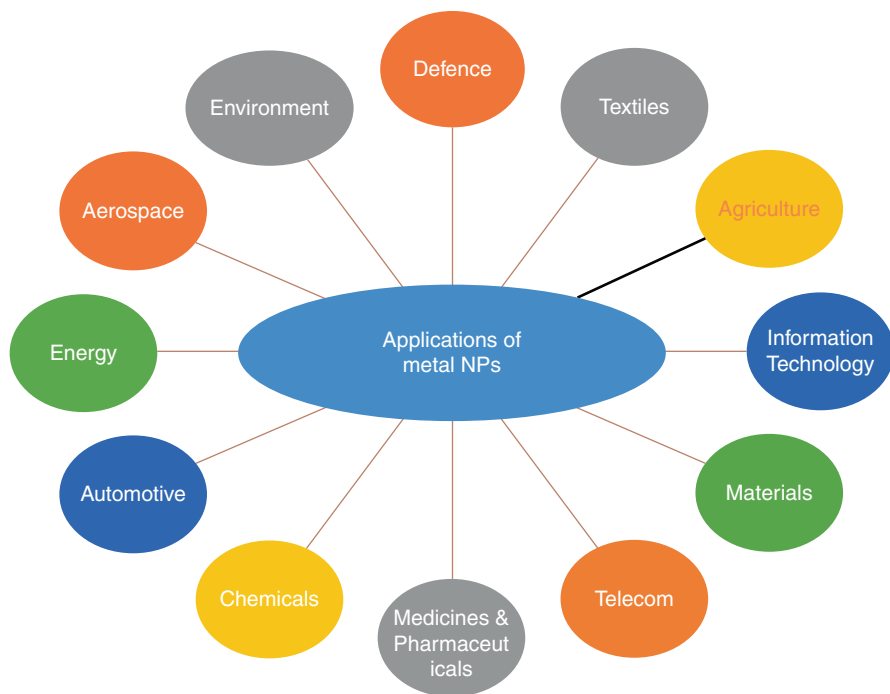 Defence
Environment
Textiles
Aerospace
Agriculture
Applications of
metal NPs
Energy
Information
Technology
Automotive
Materials
Chemicals
Telecom
Medicines &
Pharmaceut
icals